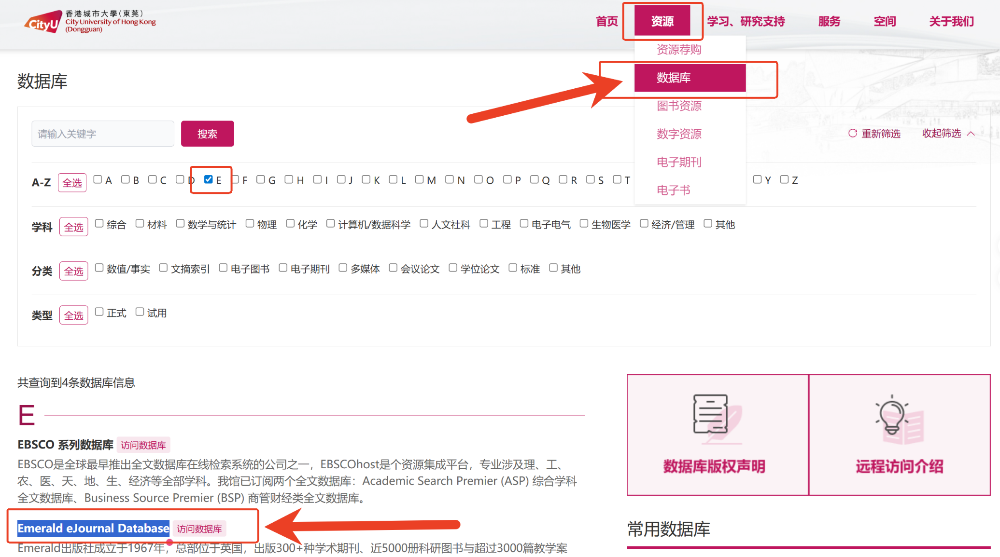 香港城市大學(東莞)
City University of Hong Kong
(Dongguan)
CityU
首页 资源 学习、研究支持 服务 空间 关于我们
资源荐购
数据库
图书资源
数字资源
电子期刊
电子书
数据库
请输入关键字 搜索 重新筛选 收起筛选
A-Z 全选 A B C D E F G H I J K L M N O P Q R S T Y Z
学科 全选 综合 材料 数学与统计 物理 化学 计算机/数据科学 人文社科 工程 电子电气 生物医学 经济/管理 其他
分类 全选 数值/事实 文摘索引 电子图书 电子期刊 多媒体 会议论文 学位论文 标准 其他
类型 全选 正式 试用
共查询到4条数据库信息
E
EBSCO 系列数据库 访问数据库
EBSCO是全球最早推出全文数据库在线检索系统的公司之一，EBSCOhost是个资源集成平台，专业涉及理、工、
农、医、天、地、生、经济等全部学科。我馆已订阅两个全文数据库：Academic Search Premier (ASP) 综合学科
全文数据库、Business Source Premier (BSP) 商管财经类全文数据库。
Emerald eJournal Database 访问数据库
Emerald出版社成立于1967年，总部位于英国，出版300+种学术期刊、近5000册科研图书与超过3000篇教学案
数据库版权声明
远程访问介绍
常用数据库